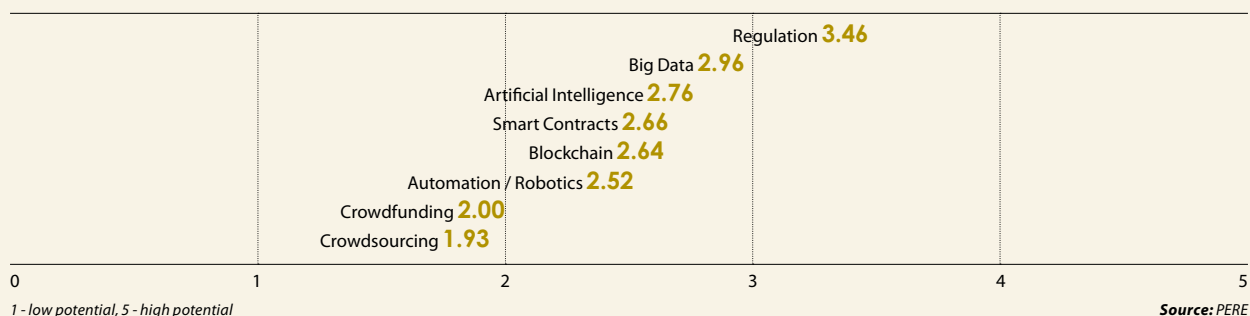 Regulation 3.46
Big Data 2.96
Artificial Intelligence 2.76
Smart Contracts 2.66
Blockchain 2.64
Automation / Robotics 2.52
Crowdfunding 2.00
Crowdsourcing 1.93
0 1 2 3 4 5
1 - low potential, 5 - high potential Source: PERE